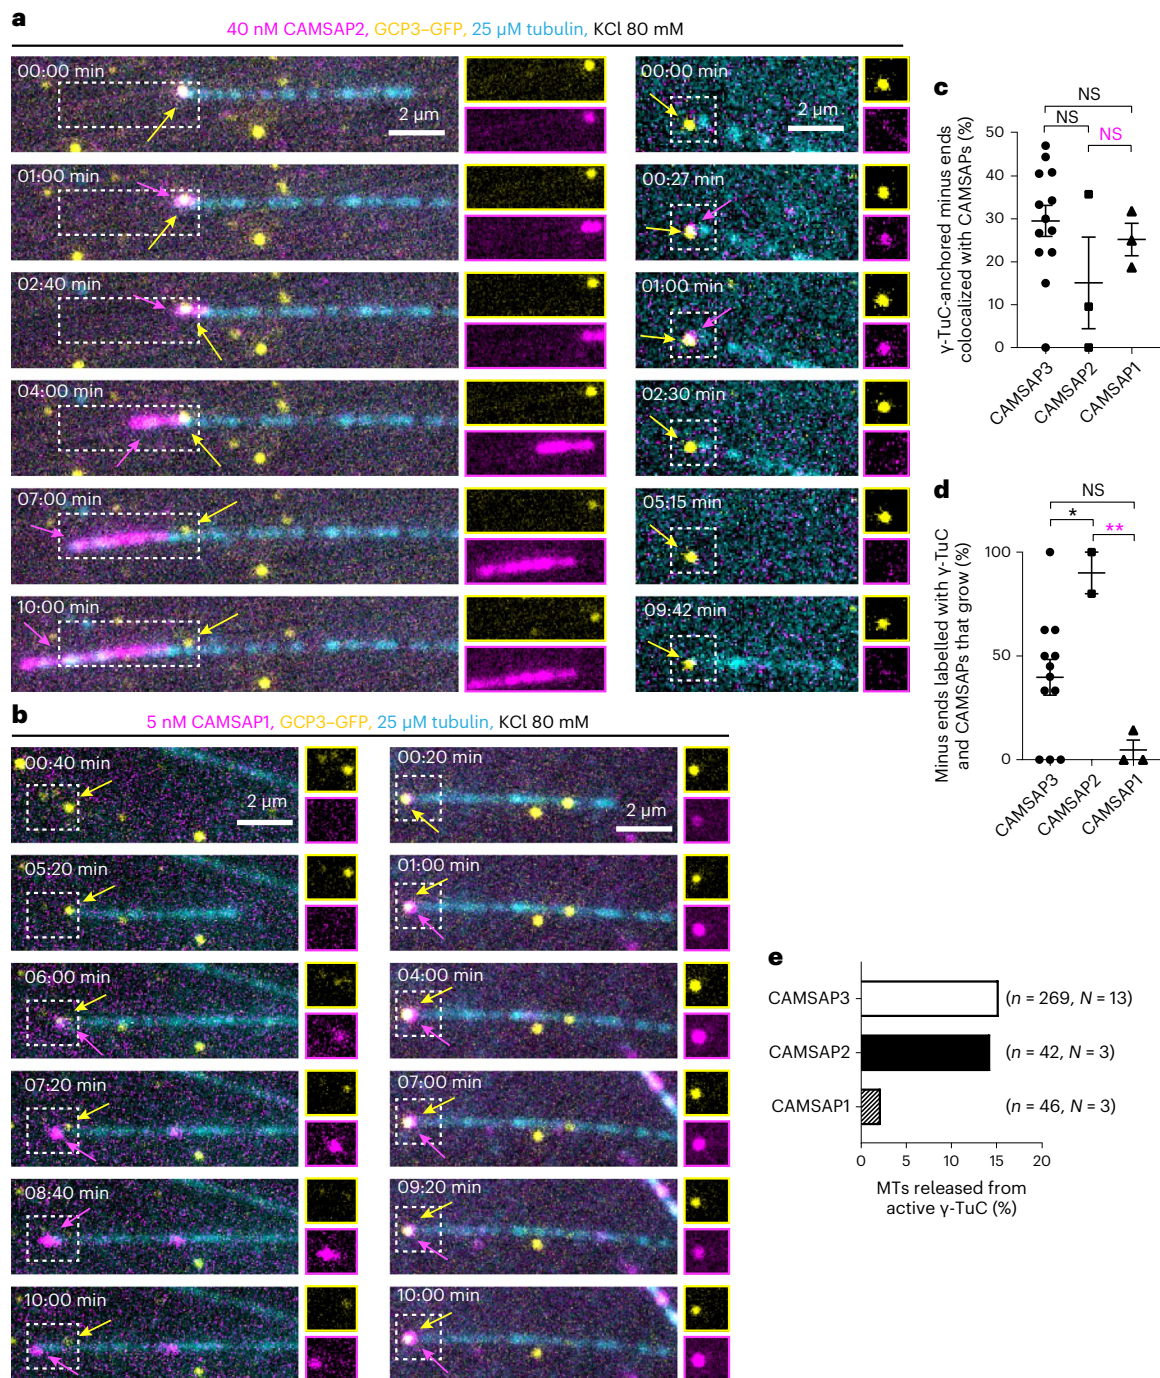 a
40 nM CAMSAP2, GCP3–GFP, 25 µM tubulin, KCl 80 mM
00:00 min
2 µm
01:00 min
02:40 min
04:00 min
07:00 min
10:00 min
00:00 min
2 µm
00:27 min
01:00 min
02:30 min
05:15 min
09:42 min
b
5 nM CAMSAP1, GCP3–GFP, 25 µM tubulin, KCl 80 mM
00:40 min
2 µm
05:20 min
06:00 min
07:20 min
08:40 min
10:00 min
00:20 min
2 µm
01:00 min
04:00 min
07:00 min
09:20 min
10:00 min
c
NS
NS
NS
γ-TuC-anchored minus ends
colocalized with CAMSAPs (%)
50
40
30
20
10
0
CAMSAP3
CAMSAP2
CAMSAP1
d
NS
*
**
Minus ends labelled with γ-TuC
and CAMSAPs that grow (%)
100
50
0
CAMSAP3
CAMSAP2
CAMSAP1
e
CAMSAP3
(n = 269, N = 13)
CAMSAP2
(n = 42, N = 3)
CAMSAP1
(n = 46, N = 3)
0 5 10 15 20
MTs released from
active γ-TuC (%)